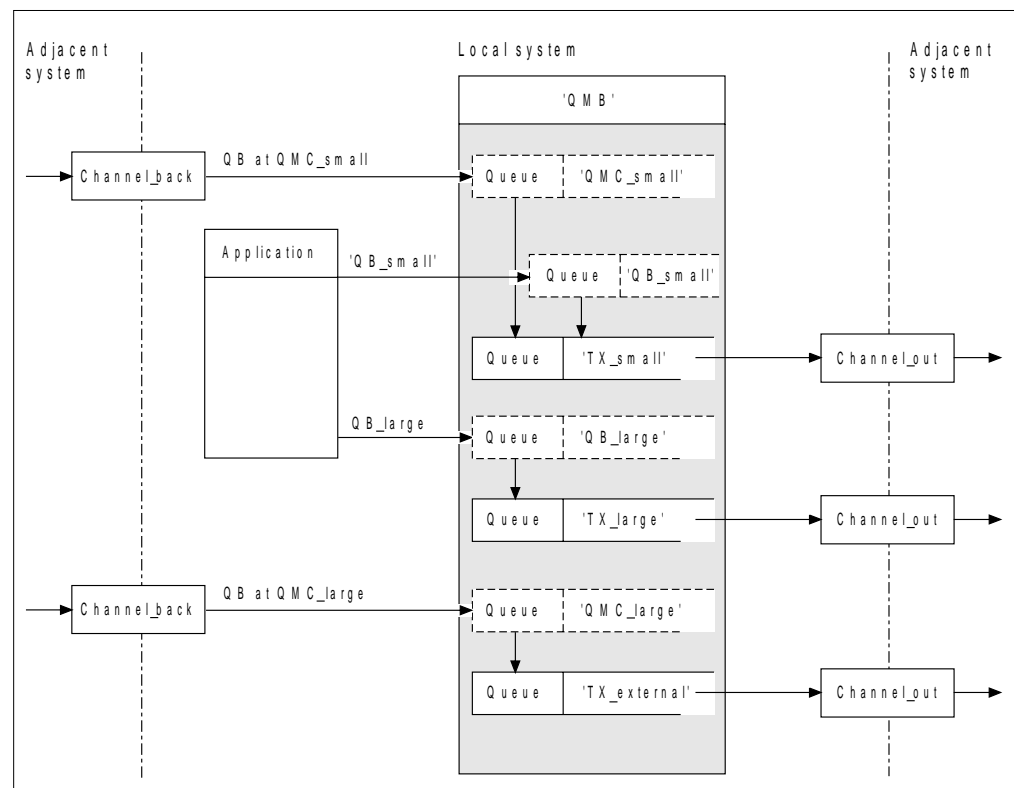 Adjacent system
Local system
Adjacent system
'QMB'
Channel_back
QB at QMC_small
Queue 'QMC_small'
Application
'QB_small'
Queue 'QB_small'
Queue 'TX_small'
Channel_out
QB_large
Queue 'QB_large'
Queue 'TX_large'
Channel_out
Channel_back
QB at QMC_large
Queue 'QMC_large'
Queue 'TX_external'
Channel_out